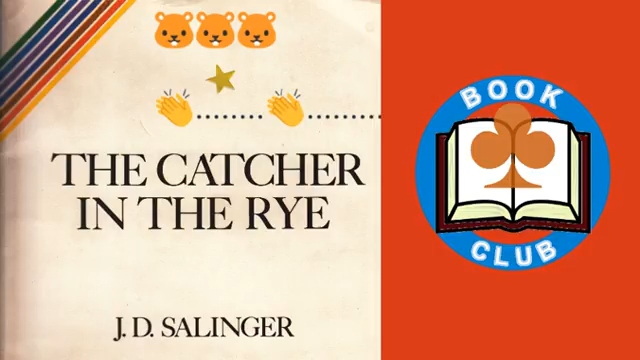 THE CATCHER
IN THE RYE
J. D. SALINGER
BOOK
CLUB